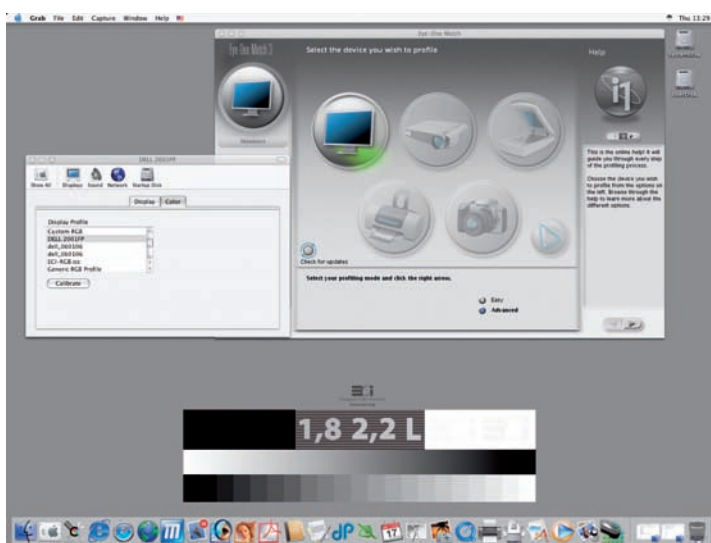 Grab File Edit Capture Window Help
Thu 13:29
Eye-One Match
Eye-One Match 3
Select the device you wish to profile
Help
DELL 2001FP
Show All Displays Sound Network Startup Disk
Display Color
Display Profile
Custom RGB
DELL 2001FP
dell_060106
dell_060106
ECI-RGB.icc
Generic RGB Profile
Calibrate
Check for updates
Select your profiling mode and click the right arrow.
Easy
Advanced
i1
This is the online help! It will
guide you through every step
of the profiling process.
Choose the device you wish
to profile from the options on
the left. Browse through the
help to learn more about the
different options.
eci
1,8 2,2 L
17